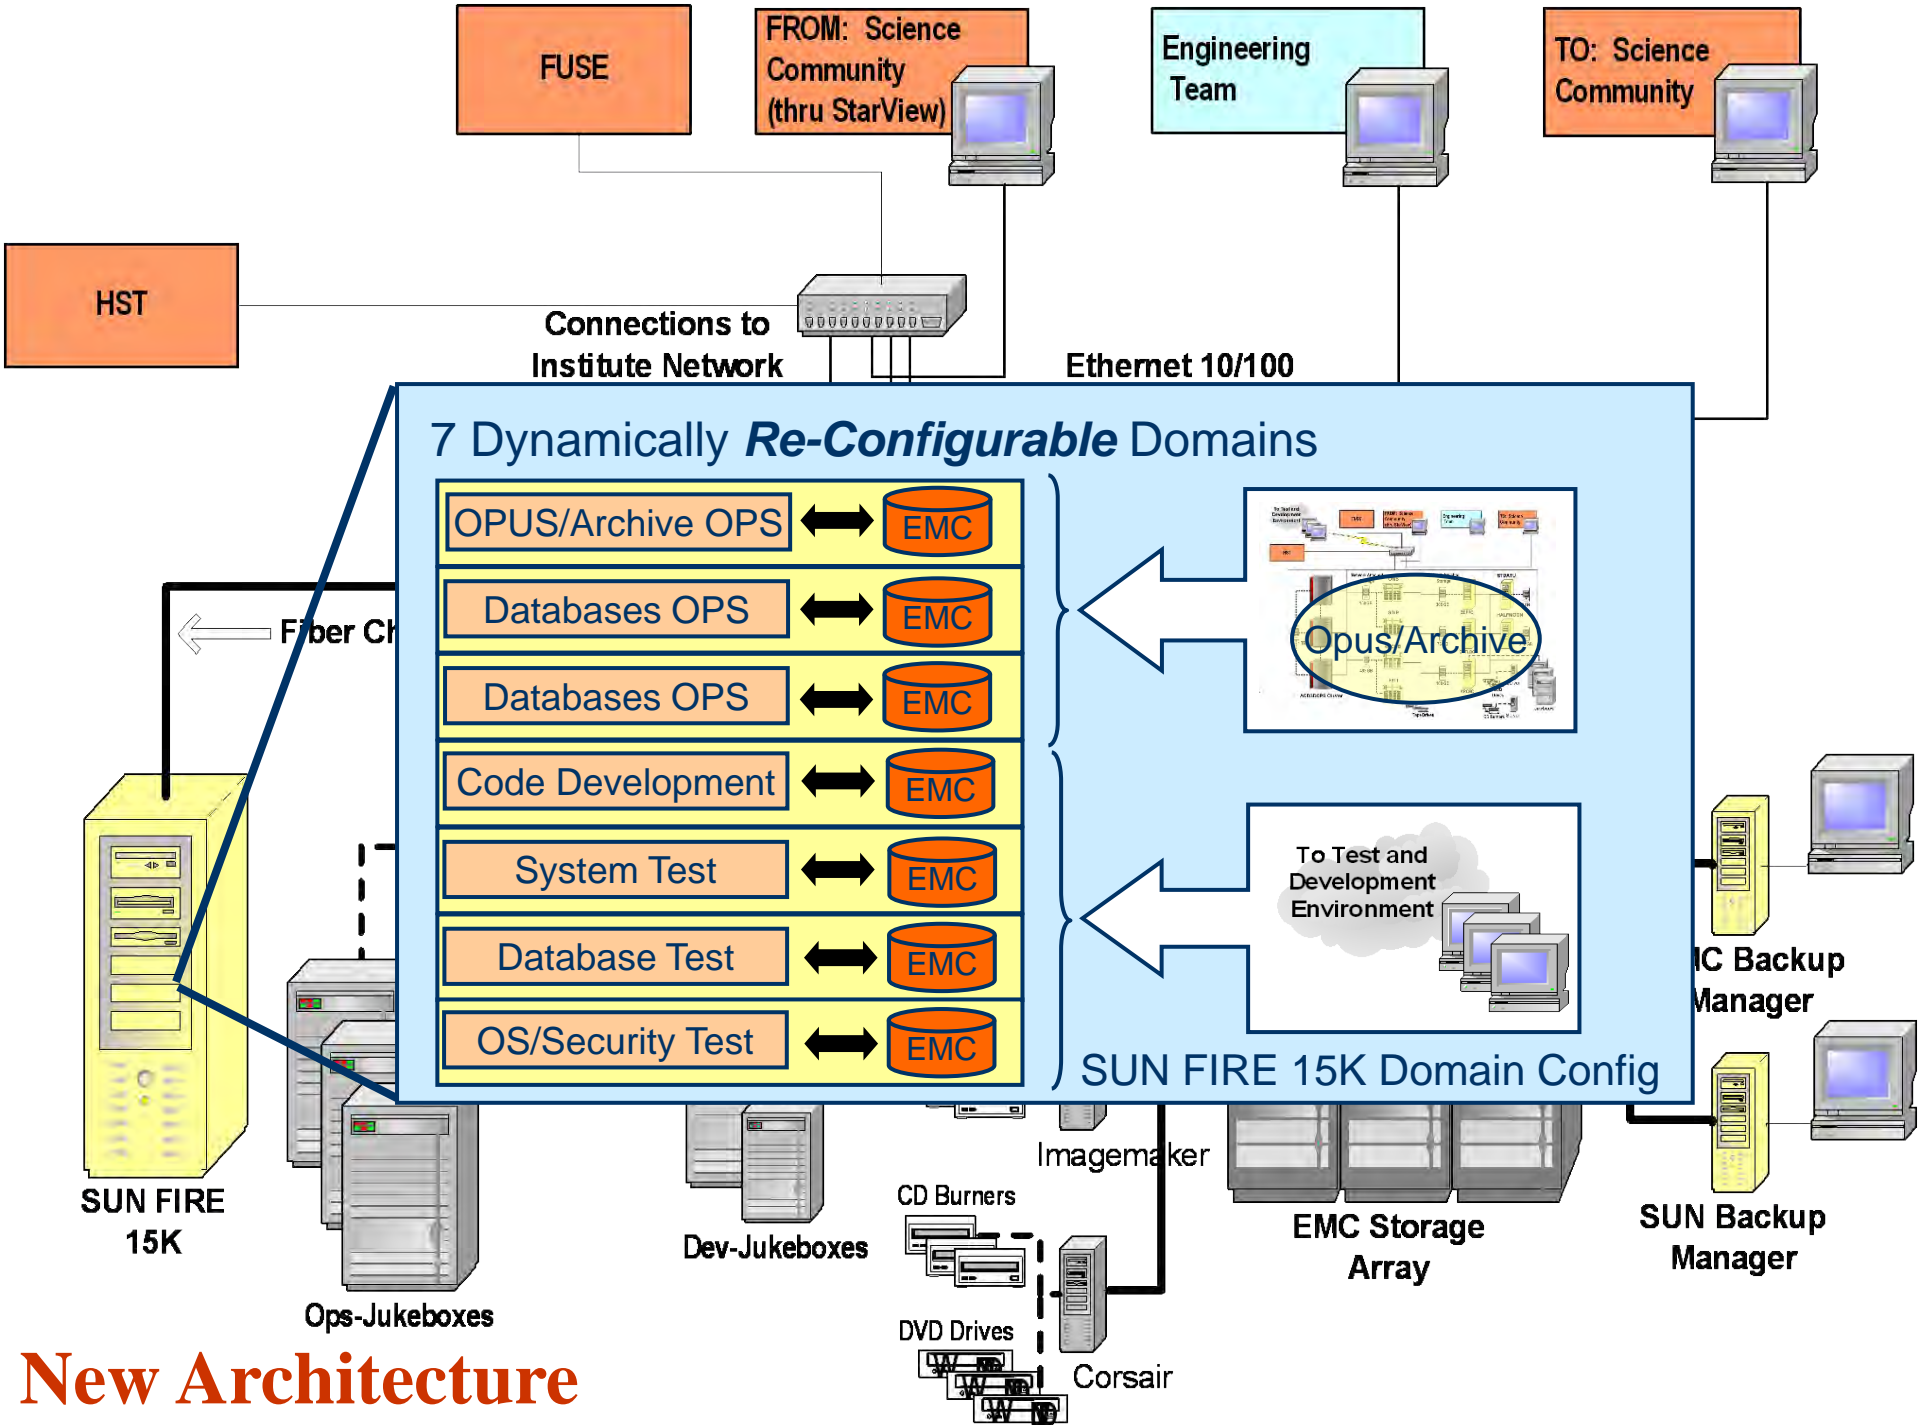 FUSE
FROM: Science
Community
(thru StarView)
Engineering
Team
TO: Science
Community
HST
Connections to
Institute Network
Ethernet 10/100
7 Dynamically Re-Configurable Domains
OPUS/Archive OPS
EMC
Databases OPS
EMC
Databases OPS
EMC
Code Development
EMC
System Test
EMC
Database Test
EMC
OS/Security Test
EMC
Opus/Archive
To Test and
Development
Environment
SUN FIRE 15K Domain Config
Fiber Ch
SUN FIRE
15K
Ops-Jukeboxes
Dev-Jukeboxes
Imagemaker
CD Burners
DVD Drives
Corsair
EMC Storage
Array
MC Backup
Manager
SUN Backup
Manager
New Architecture